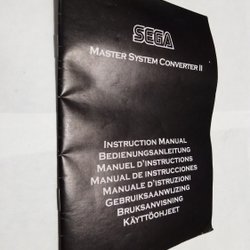 SEGA
MASTER SYSTEM CONVERTER II
INSTRUCTION MANUAL
BEDIENUNGSANLEITUNG
MANUEL D'INSTRUCTIONS
MANUAL DE INSTRUCCIONES
MANUALE D'ISTRUZIONI
GEBRUIKSAANWIJZING
BRUKSANVISNING
KÄYTTÖOHJEET